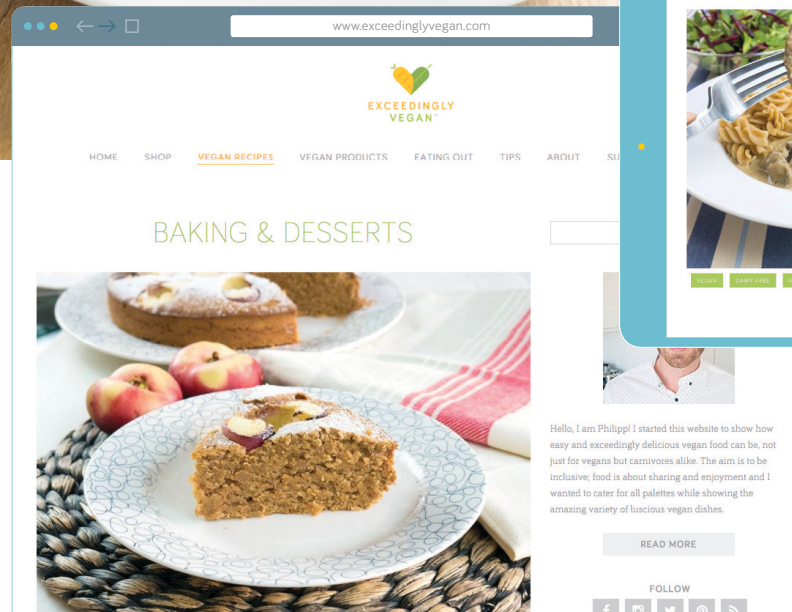 www.exceedinglyvegan.com
EXCEEDINGLY
VEGAN™
HOME SHOP VEGAN RECIPES VEGAN PRODUCTS EATING OUT TIPS ABOUT
BAKING & DESSERTS
VEGAN DAIRY FREE
Hello, I am Philipp! I started this website to show how
easy and exceedingly delicious vegan food can be, not
just for vegans but carnivores alike. The aim is to be
inclusive; food is about sharing and enjoyment and I
wanted to cater for all palettes while showing the
amazing variety of luscious vegan dishes.
READ MORE
FOLLOW